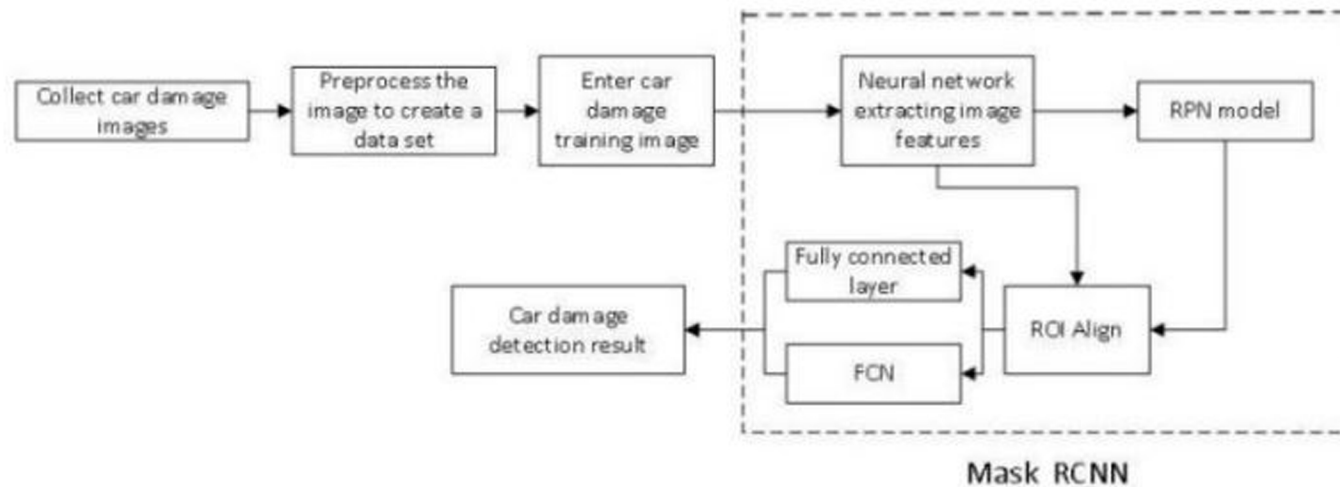 Collect car damage
images
Preprocess the
image to create a
data set
Enter car
damage
training image
Neural network
extracting image
features
RPN model
Fully connected
layer
ROI Align
FCN
Car damage
detection result
Mask RCNN